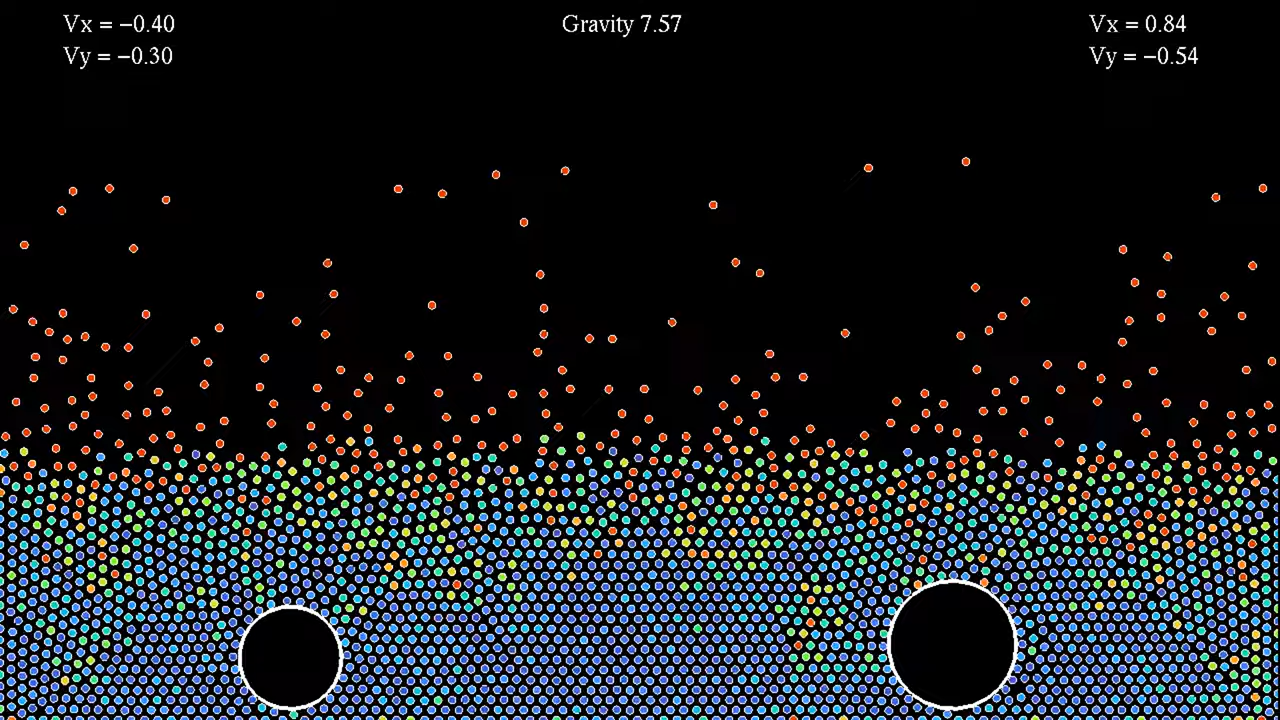 Vx = −0.40
Vy = −0.30
Gravity 7.57
Vx = 0.84
Vy = −0.54